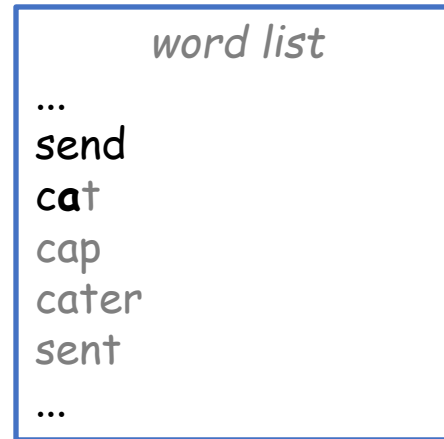 word list
...
send
cat
cap
cater
sent
...